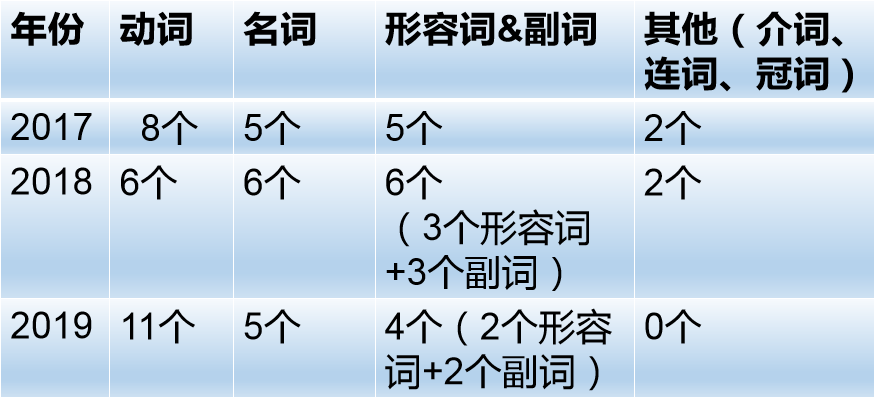 年份 动词 名词 形容词&副词 其他（介词、
连词、冠词）
2017 8个 5个 5个 2个
2018 6个 6个 6个 2个
（3个形容词
+3个副词）
2019 11个 5个 4个（2个形容 0个
词+2个副词）